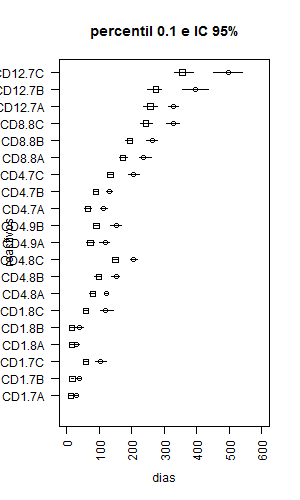 percentil 0.1 e IC 95%
CD12.7C
CD12.7B
CD12.7A
CD8.8C
CD8.8B
CD8.8A
CD4.7C
CD4.7B
CD4.7A
CD4.9B
CD4.9A
CD4.8C
CD4.8B
CD4.8A
CD1.8C
CD1.8B
CD1.8A
CD1.7C
CD1.7B
CD1.7A
0 100 200 300 400 500 600
dias